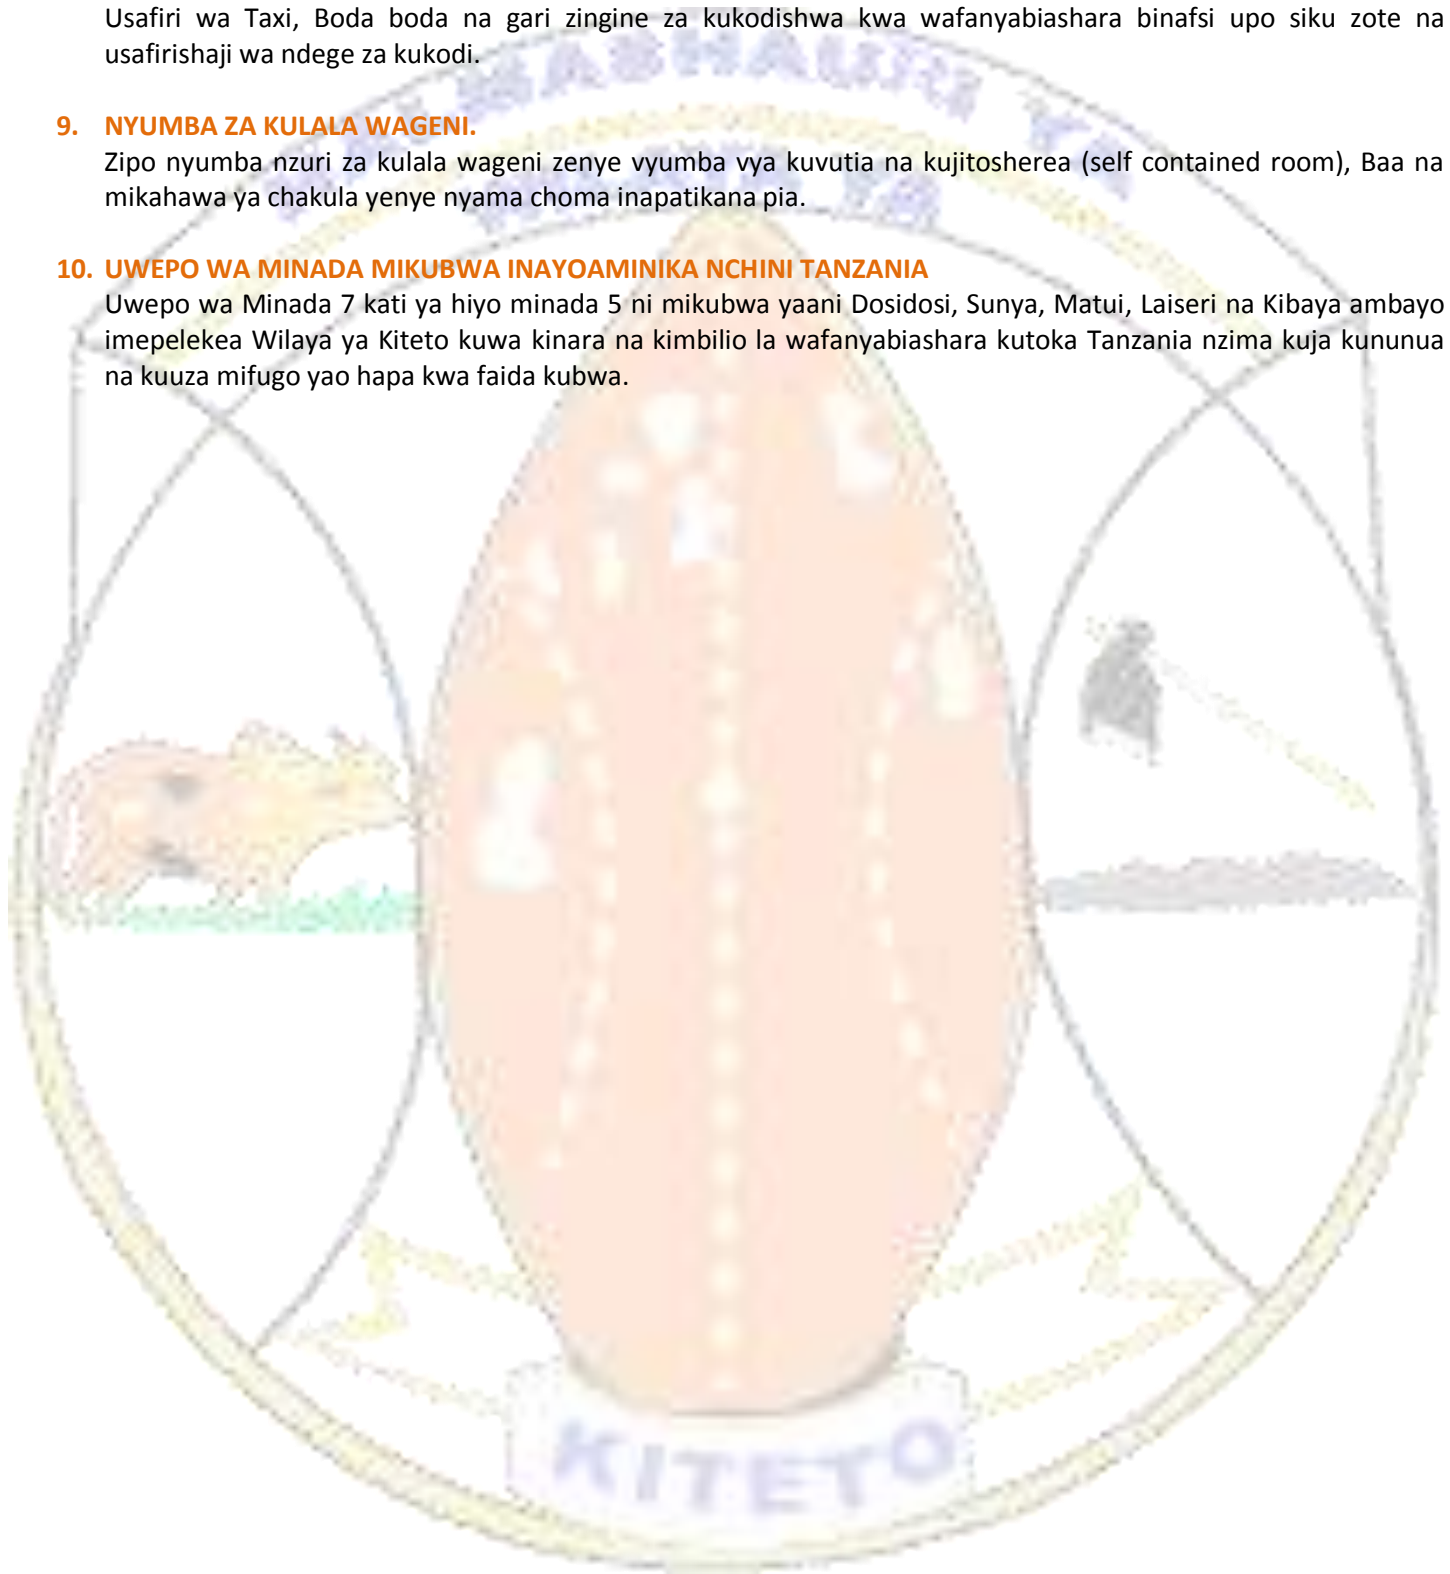 Usafiri wa Taxi, Boda boda na gari zingine za kukodishwa kwa wafanyabiashara binafsi upo siku zote na
usafirishaji wa ndege za kukodi.
9. NYUMBA ZA KULALA WAGENI.
Zipo nyumba nzuri za kulala wageni zenye vyumba vya kuvutia na kujitosherea (self contained room), Baa na
mikahawa ya chakula yenye nyama choma inapatikana pia.
10. UWEPO WA MINADA MIKUBWA INAYOAMINIKA NCHINI TANZANIA
Uwepo wa Minada 7 kati ya hiyo minada 5 ni mikubwa yaani Dosidosi, Sunya, Matui, Laiseri na Kibaya ambayo
imepelekea Wilaya ya Kiteto kuwa kinara na kimbilio la wafanyabiashara kutoka Tanzania nzima kuja kununua
na kuuza mifugo yao hapa kwa faida kubwa.
HALMASHAURI YA
WILAYA YA
KITETO